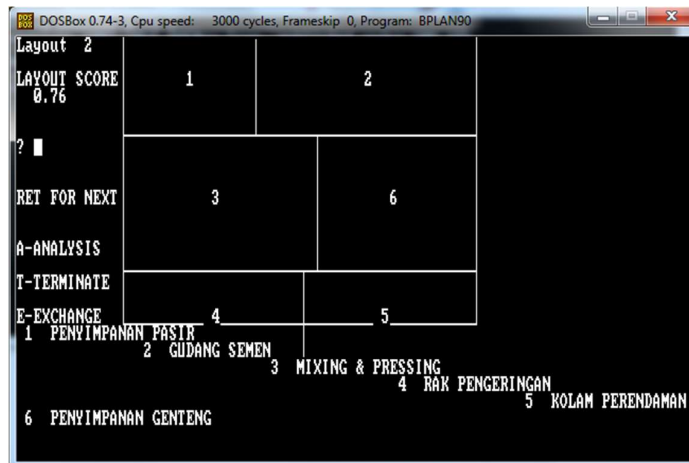 DOSBox 0.74-3, Cpu speed: 3000 cycles, Frameskip 0, Program: BPLAN90
Layout 2
LAYOUT SCORE 1 2
0.76
? 
RET FOR NEXT 3 6
A-ANALYSIS
T-TERMINATE
E-EXCHANGE 4 5
1 PENYIMPANAN PASIR
2 GUDANG SEMEN
3 MIXING & PRESSING
4 RAK PENGERINGAN
5 KOLAM PERENDAMAN
6 PENYIMPANAN GENTENG